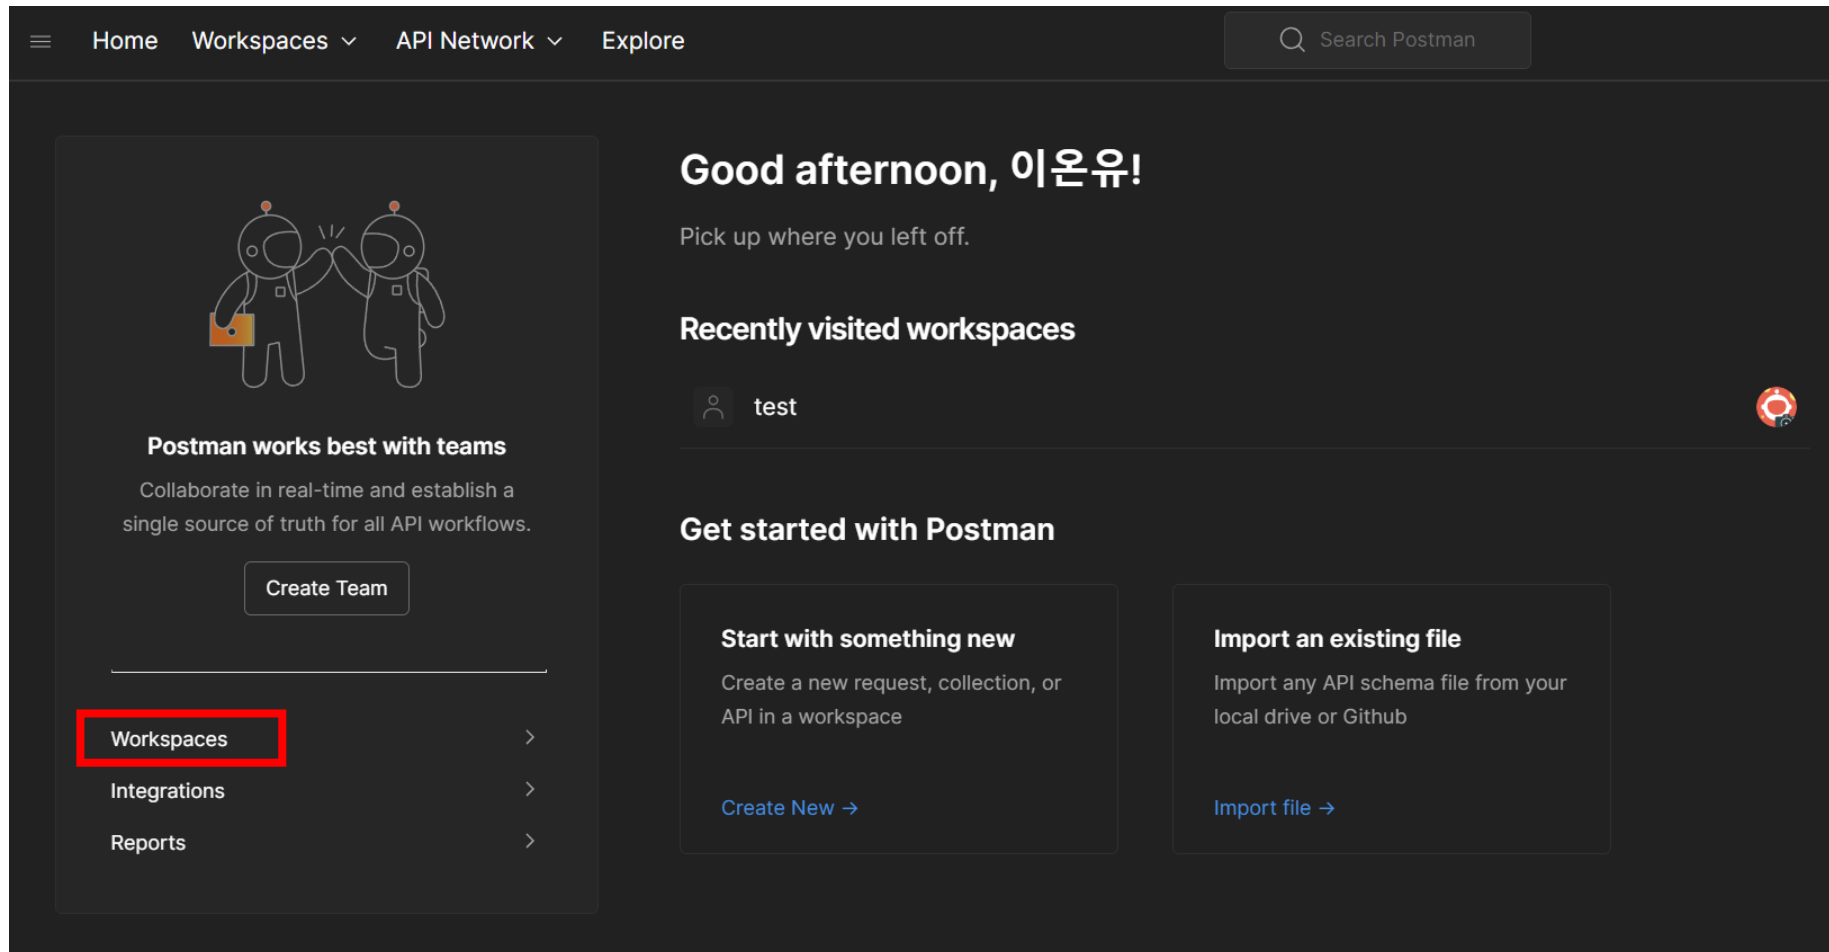 Home Workspaces API Network Explore
Search Postman
Postman works best with teams
Collaborate in real-time and establish a
single source of truth for all API workflows.
Create Team
Workspaces
Integrations
Reports
Good afternoon, 이온유!
Pick up where you left off.
Recently visited workspaces
test
Get started with Postman
Start with something new
Create a new request, collection, or
API in a workspace
Create New →
Import an existing file
Import any API schema file from your
local drive or Github
Import file →